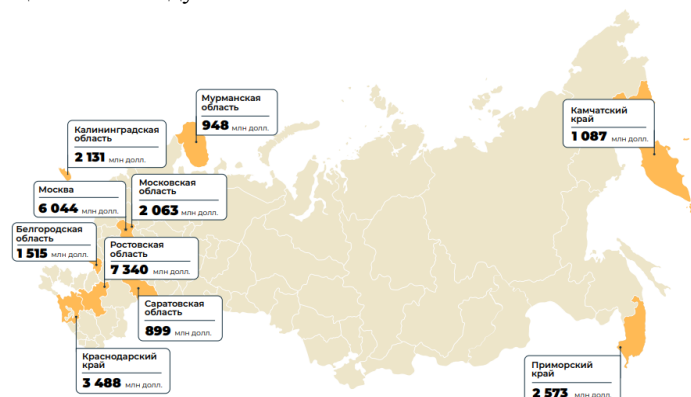 Мурманская
область
948 млн долл.
Калининградская
область
2 131 млн долл.
Камчатский
край
1 087 млн долл.
Москва
6 044 млн долл.
Московская
область
2 063 млн долл.
Белгородская
область
1 515 млн долл.
Ростовская
область
7 340 млн долл.
Саратовская
область
899 млн долл.
Краснодарский
край
3 488 млн долл.
Приморский
край
2 573 млн долл.